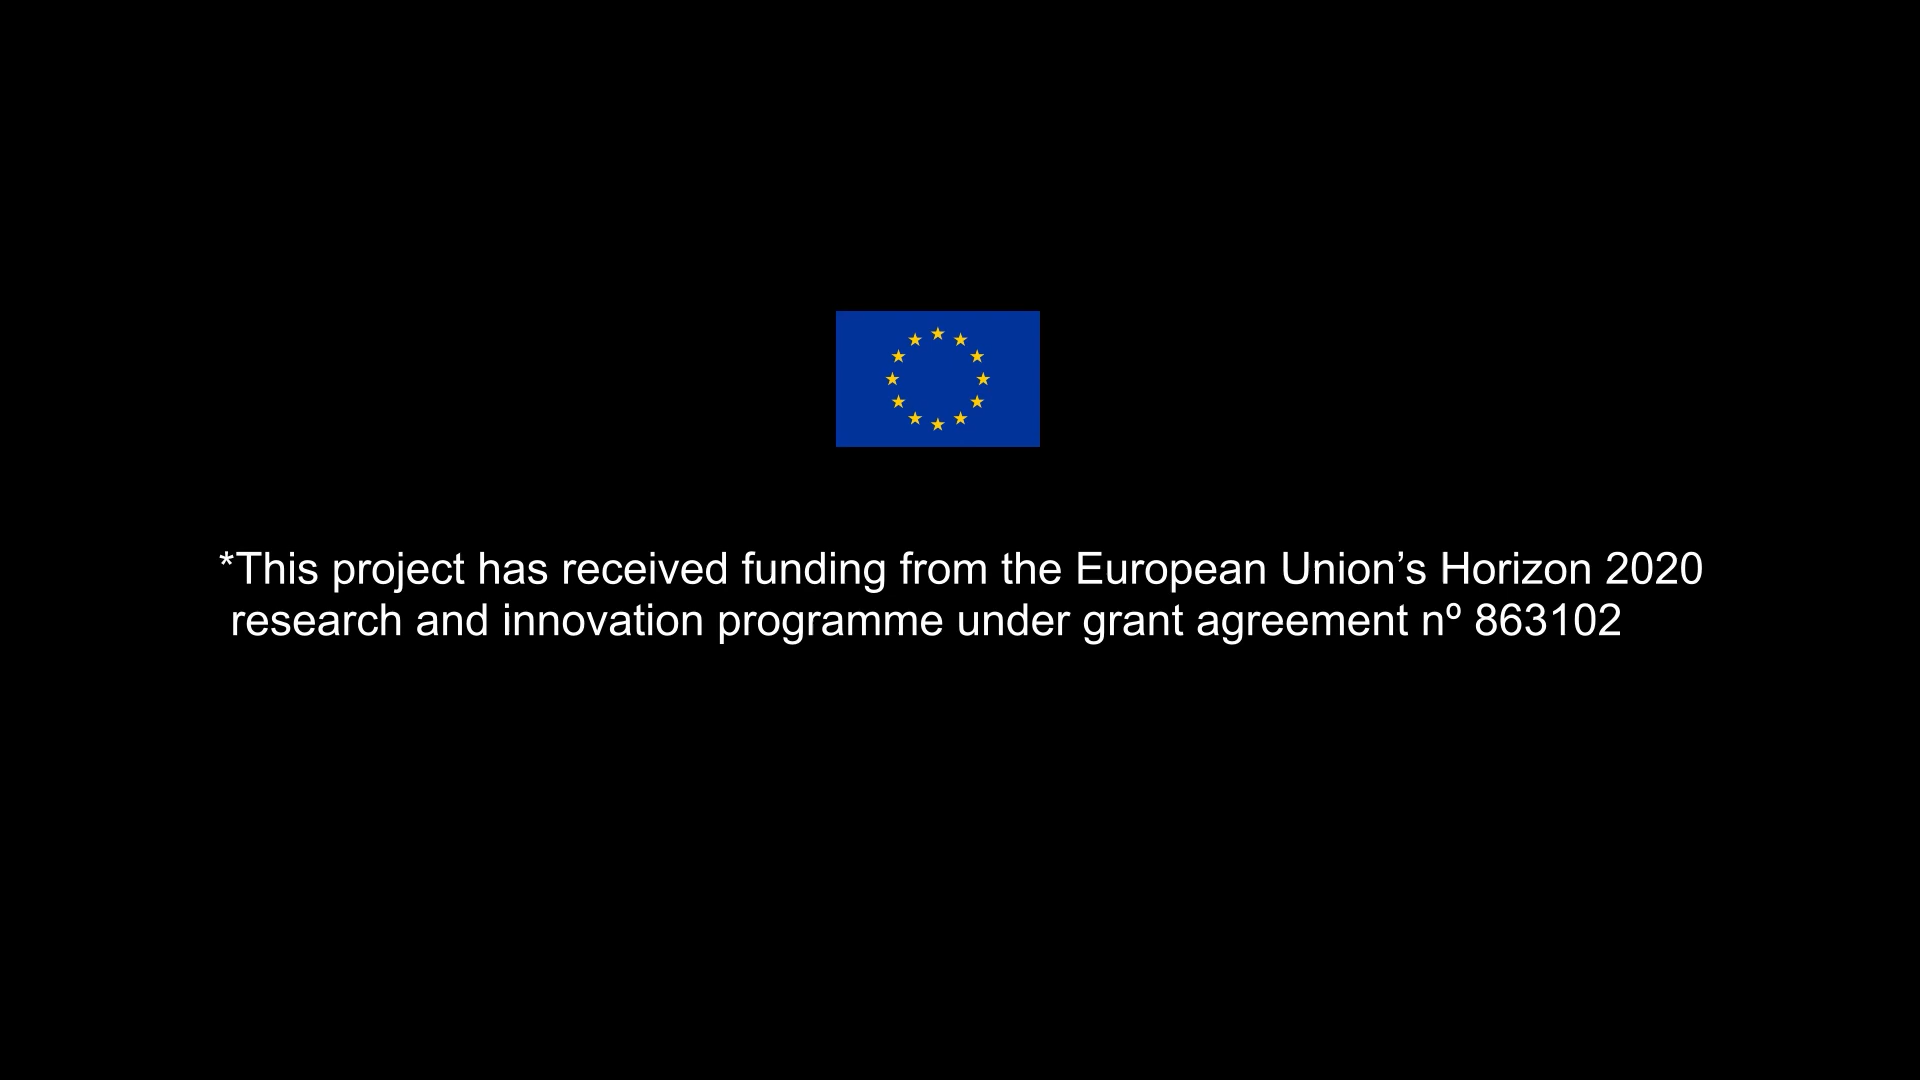 *This project has received funding from the European Union’s Horizon 2020
research and innovation programme under grant agreement nº 863102